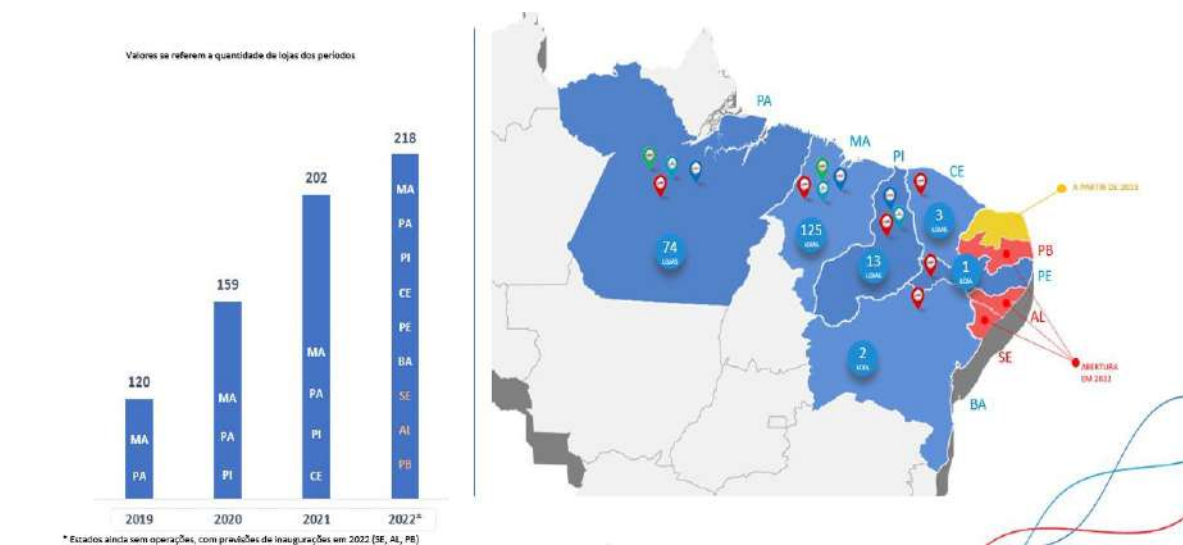 Valores se referem a quantidade de lojas dos períodos
120
MA
PA
2019
159
MA
PA
PI
2020
202
MA
PA
PI
CE
2021
218
MA
PA
PI
CE
PE
BA
SE
AL
PB
2022*
* Estados ainda sem operações, com previsões de inaugurações em 2022 (SE, AL, PB)
PA
MA
PI
CE
A PARTIR DE 2023
74
LOJAS
125
LOJAS
13
LOJAS
3
LOJAS
1
LOJA
2
PB
PE
AL
SE
BA
ABERTURA
EM 2022